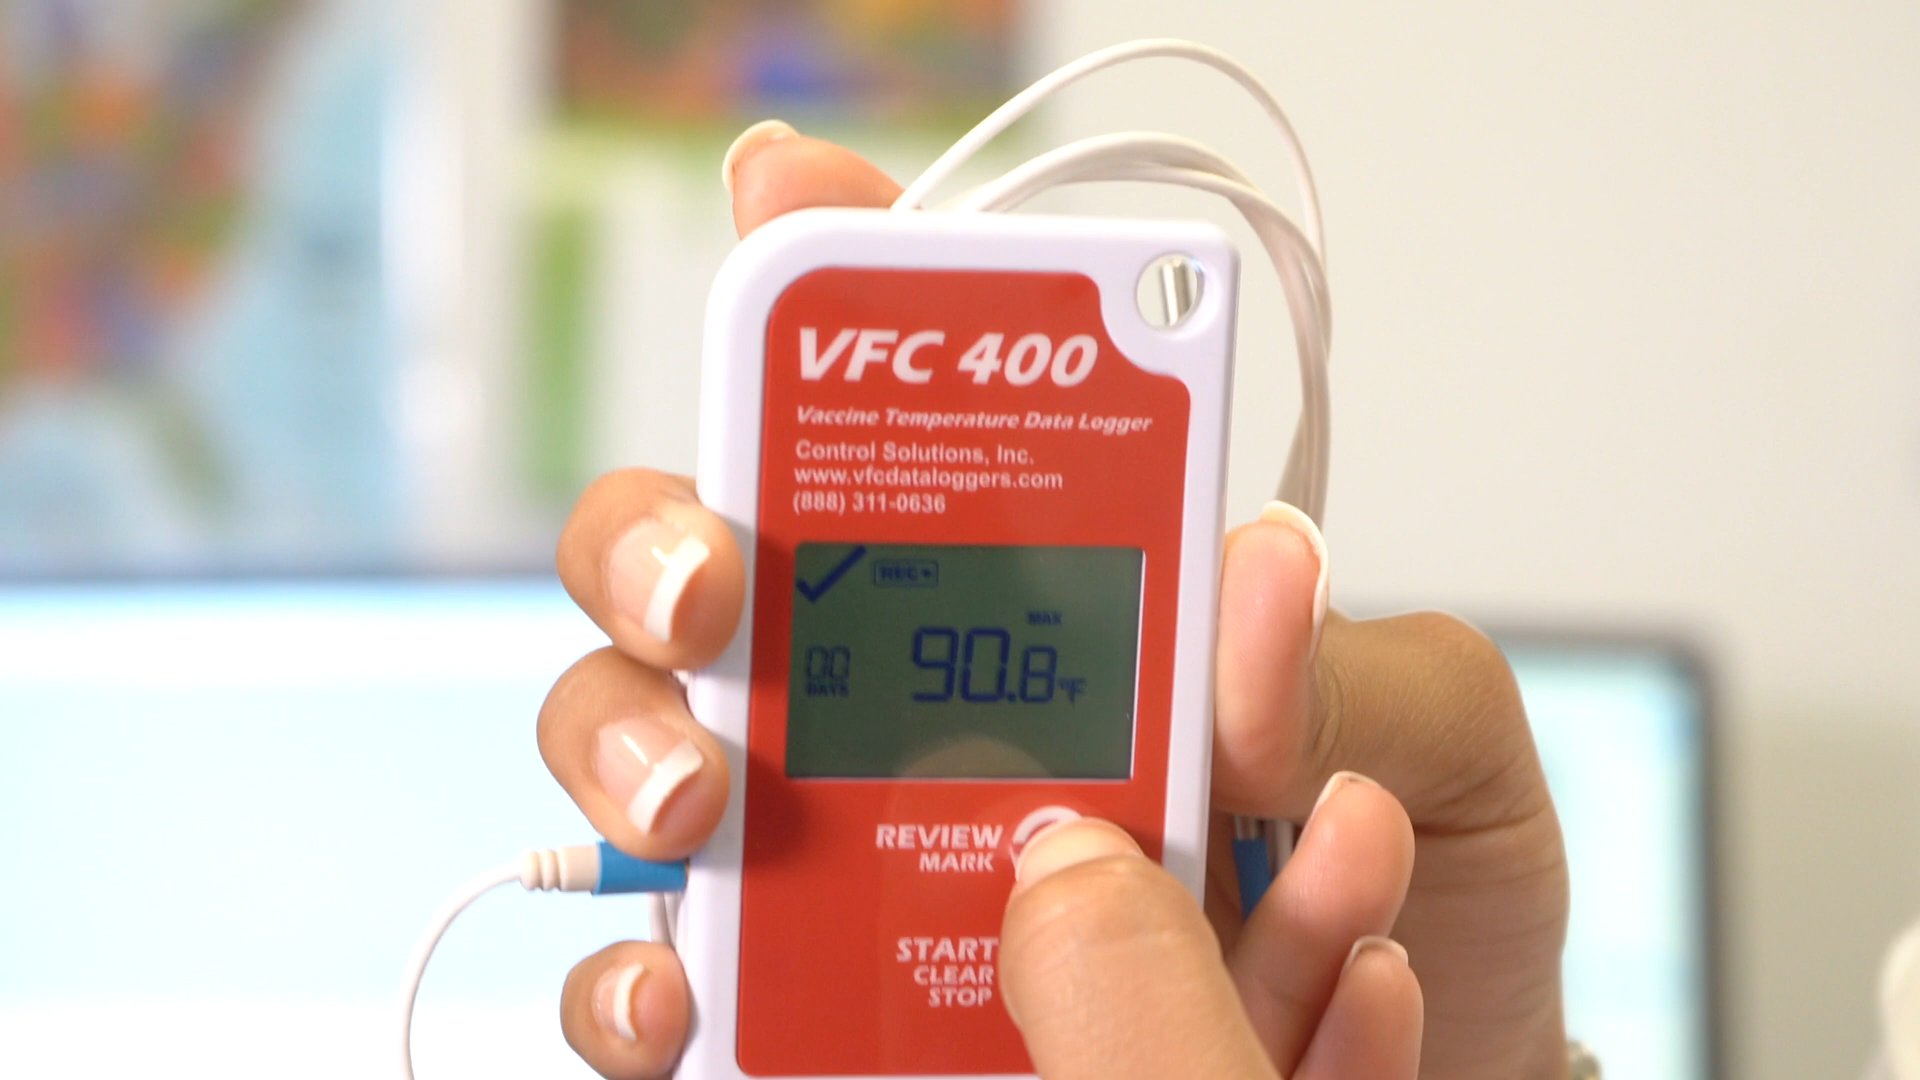 VFC 400
Vaccine Temperature Data Logger
Control Solutions, Inc.
www.vfcdataloggers.com
(888) 311-0636
REC
MAX
00 90.8°F
DAYS
REVIEW
MARK
START
CLEAR
STOP